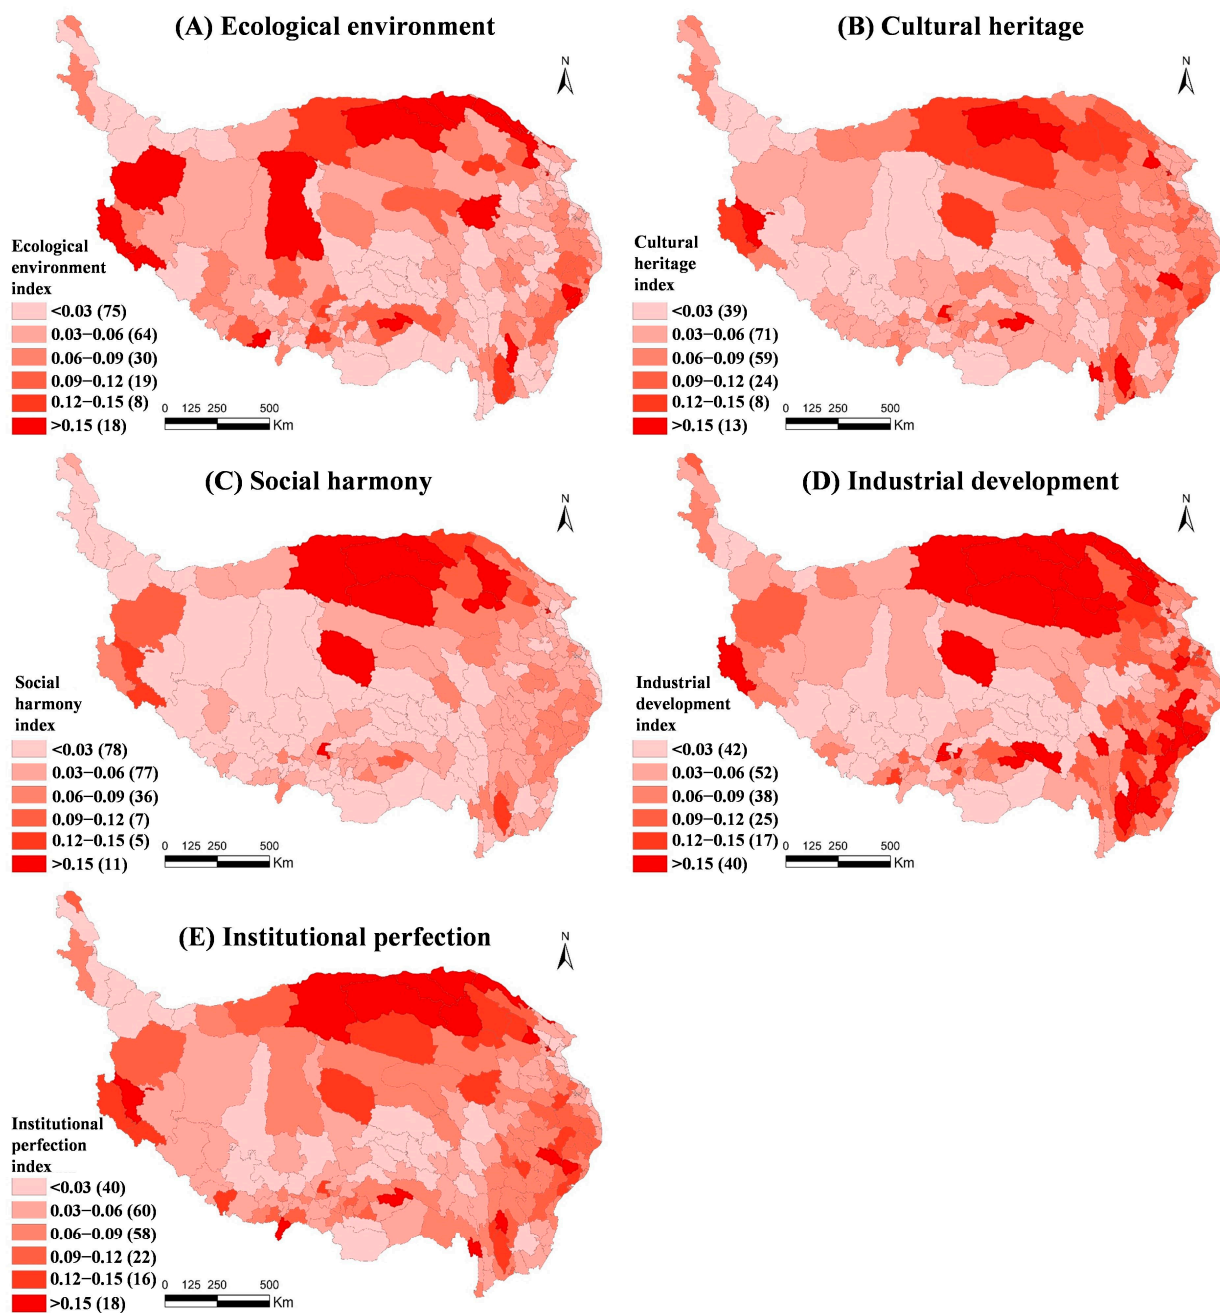 (A) Ecological environment
N
Ecological
environment
index
<0.03 (75)
0.03−0.06 (64)
0.06−0.09 (30)
0.09−0.12 (19)
0.12−0.15 (8)
>0.15 (18)
0 125 250 500
Km
(B) Cultural heritage
N
Cultural
heritage
index
<0.03 (39)
0.03−0.06 (71)
0.06−0.09 (59)
0.09−0.12 (24)
0.12−0.15 (8)
>0.15 (13)
0 125 250 500
Km
(C) Social harmony
N
Social
harmony
index
<0.03 (78)
0.03−0.06 (77)
0.06−0.09 (36)
0.09−0.12 (7)
0.12−0.15 (5)
>0.15 (11)
0 125 250 500
Km
(D) Industrial development
N
Industrial
development
index
<0.03 (42)
0.03−0.06 (52)
0.06−0.09 (38)
0.09−0.12 (25)
0.12−0.15 (17)
>0.15 (40)
0 125 250 500
Km
(E) Institutional perfection
N
Institutional
perfection
index
<0.03 (40)
0.03−0.06 (60)
0.06−0.09 (58)
0.09−0.12 (22)
0.12−0.15 (16)
>0.15 (18)
0 125 250 500
Km